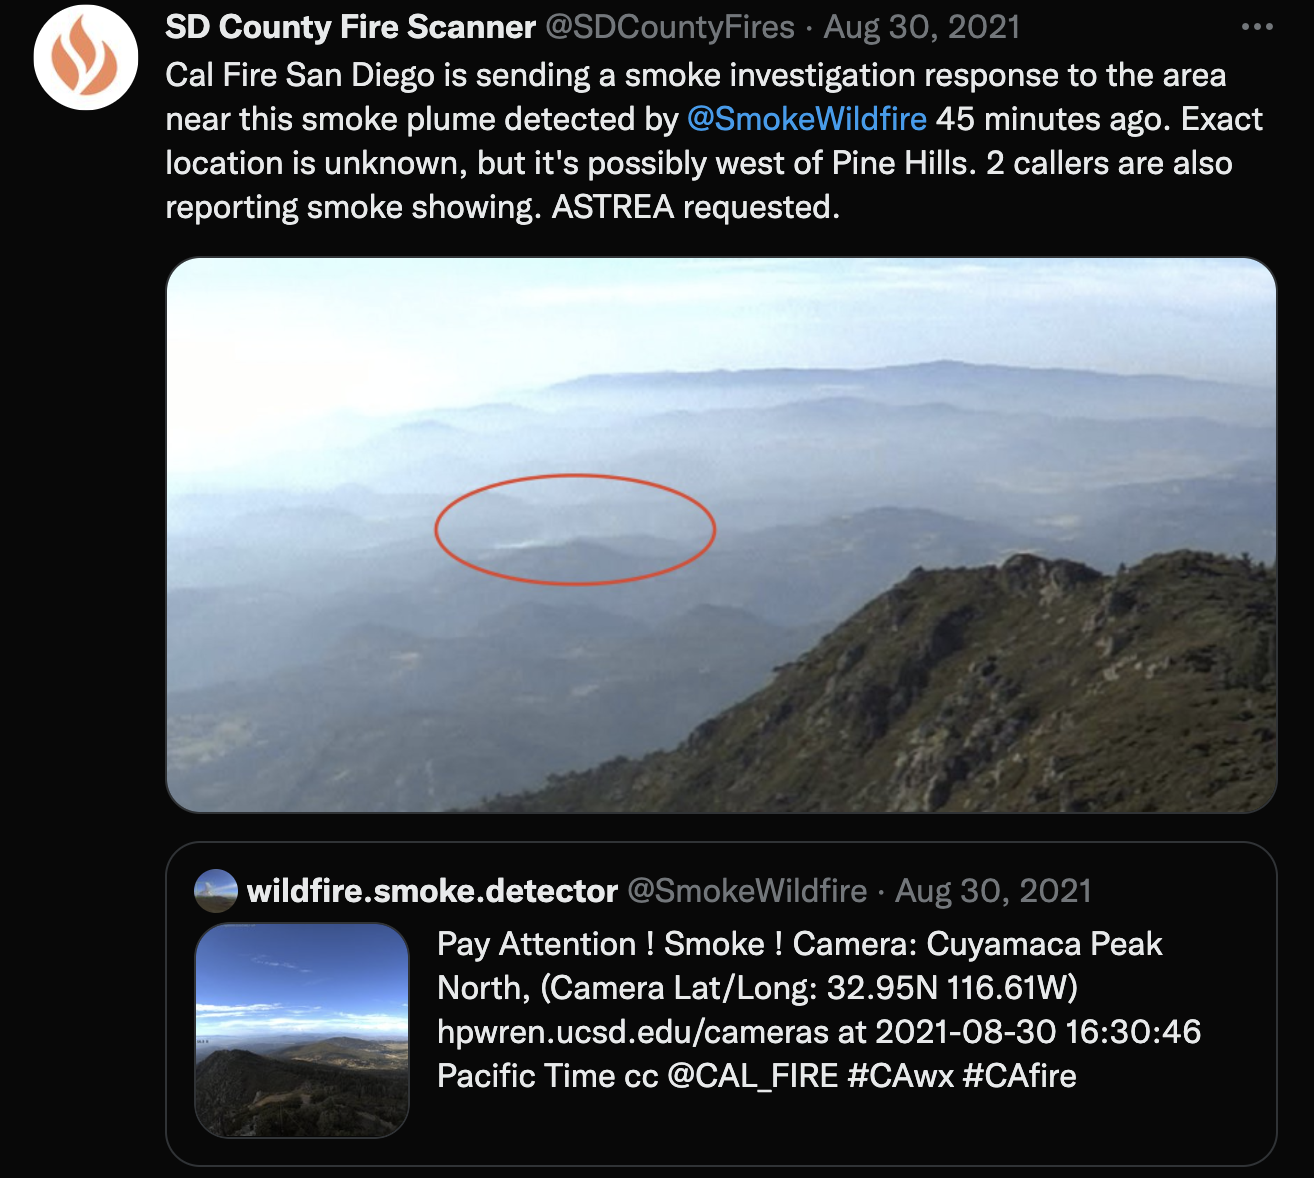 SD County Fire Scanner @SDCountyFires · Aug 30, 2021 ···
Cal Fire San Diego is sending a smoke investigation response to the area
near this smoke plume detected by @SmokeWildfire 45 minutes ago. Exact
location is unknown, but it's possibly west of Pine Hills. 2 callers are also
reporting smoke showing. ASTREA requested.
wildfire.smoke.detector @SmokeWildfire · Aug 30, 2021
Pay Attention ! Smoke ! Camera: Cuyamaca Peak
North, (Camera Lat/Long: 32.95N 116.61W)
hpwren.ucsd.edu/cameras at 2021-08-30 16:30:46
Pacific Time cc @CAL_FIRE #CAwx #CAfire